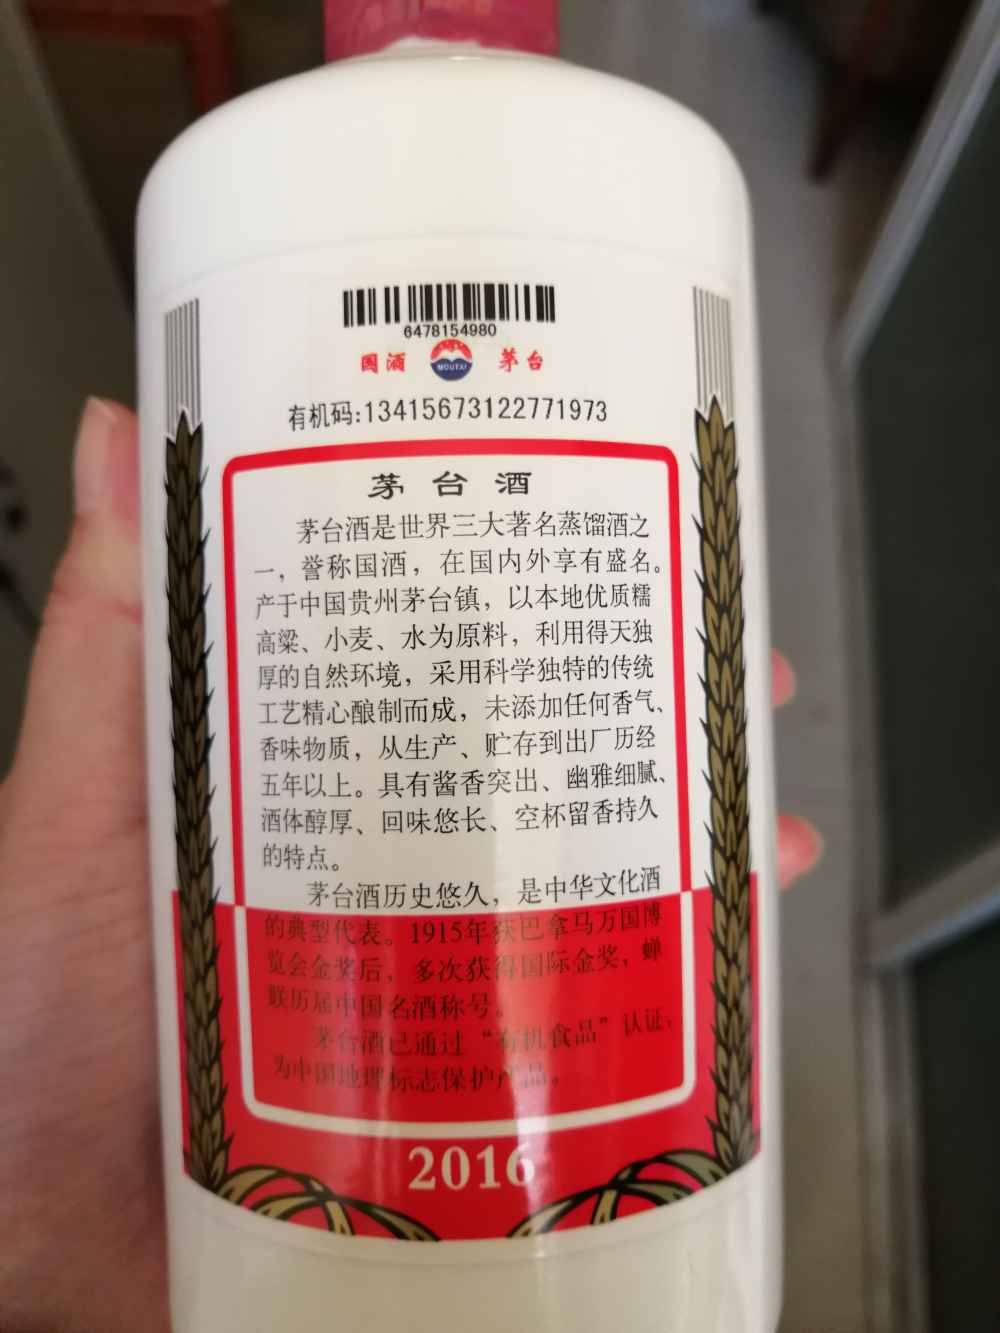 6478154980
国酒 MOUTAI 茅台
有机码:13415673122771973
茅台酒
茅台酒是世界三大著名蒸馏酒之
一，誉称国酒，在国内外享有盛名。
产于中国贵州茅台镇，以本地优质糯
高粱、小麦、水为原料，利用得天独
厚的自然环境，采用科学独特的传统
工艺精心酿制而成，未添加任何香气、
香味物质，从生产、贮存到出厂历经
五年以上。具有酱香突出、幽雅细腻、
酒体醇厚、回味悠长、空杯留香持久
的特点。
茅台酒历史悠久，是中华文化酒
的典型代表。1915年获巴拿马万国博
览会金奖后，多次获得国际金奖，蝉
联历届中国名酒称号。
茅台酒已通过“有机食品”认证，
为中国地理标志保护产品。
2016